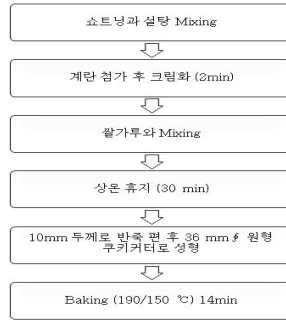 쇼트닝과 설탕 Mixing
계란 첨가 후 크림화 (2min)
쌀가루와 Mixing
상온 휴지 (30 min)
10mm 두께로 반죽 편 후 36 mm∮ 원형
쿠키커터로 성형
Baking (190/150 ℃) 14min